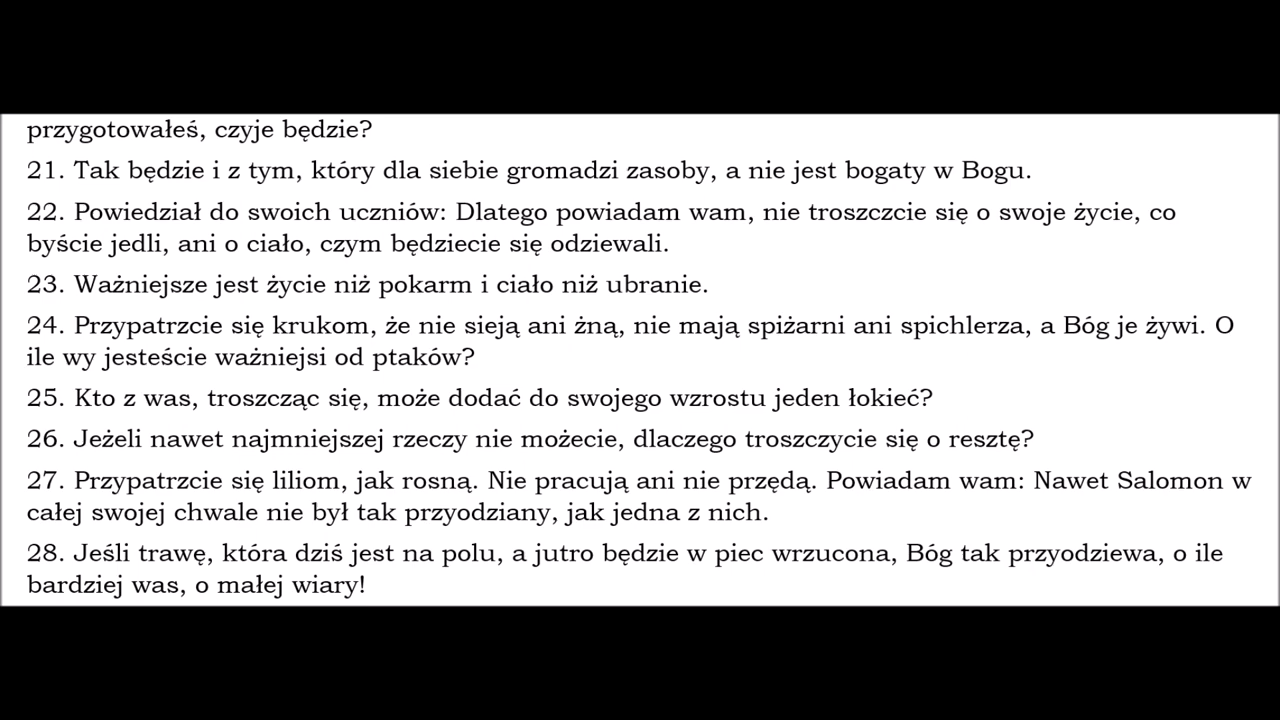 przygotowałeś, czyje będzie?
21. Tak będzie i z tym, który dla siebie gromadzi zasoby, a nie jest bogaty w Bogu.
22. Powiedział do swoich uczniów: Dlatego powiadam wam, nie troszczcie się o swoje życie, co
byście jedli, ani o ciało, czym będziecie się odziewali.
23. Ważniejsze jest życie niż pokarm i ciało niż ubranie.
24. Przypatrzcie się krukom, że nie sieją ani żną, nie mają spiżarni ani spichlerza, a Bóg je żywi. O
ile wy jesteście ważniejsi od ptaków?
25. Kto z was, troszcząc się, może dodać do swojego wzrostu jeden łokieć?
26. Jeżeli nawet najmniejszej rzeczy nie możecie, dlaczego troszczycie się o resztę?
27. Przypatrzcie się liliom, jak rosną. Nie pracują ani nie przędą. Powiadam wam: Nawet Salomon w
całej swojej chwale nie był tak przyodziany, jak jedna z nich.
28. Jeśli trawę, która dziś jest na polu, a jutro będzie w piec wrzucona, Bóg tak przyodziewa, o ile
bardziej was, o małej wiary!